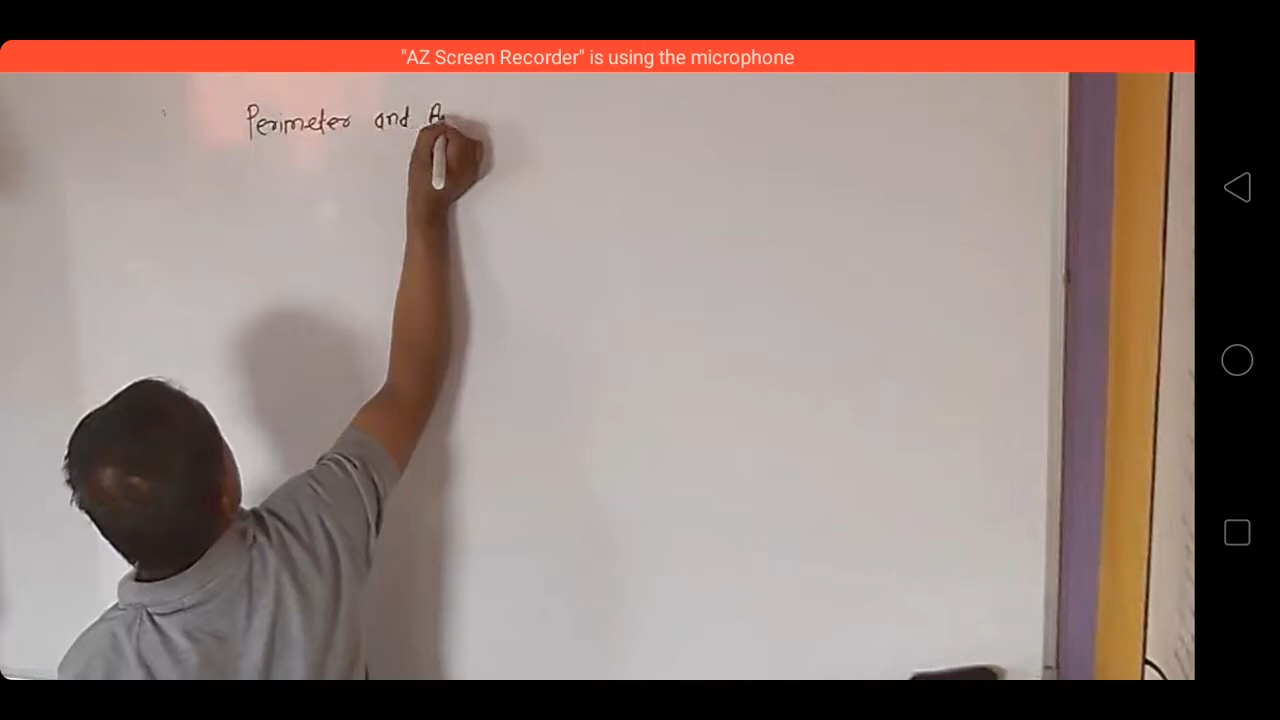 "AZ Screen Recorder" is using the microphone
Perimeter and